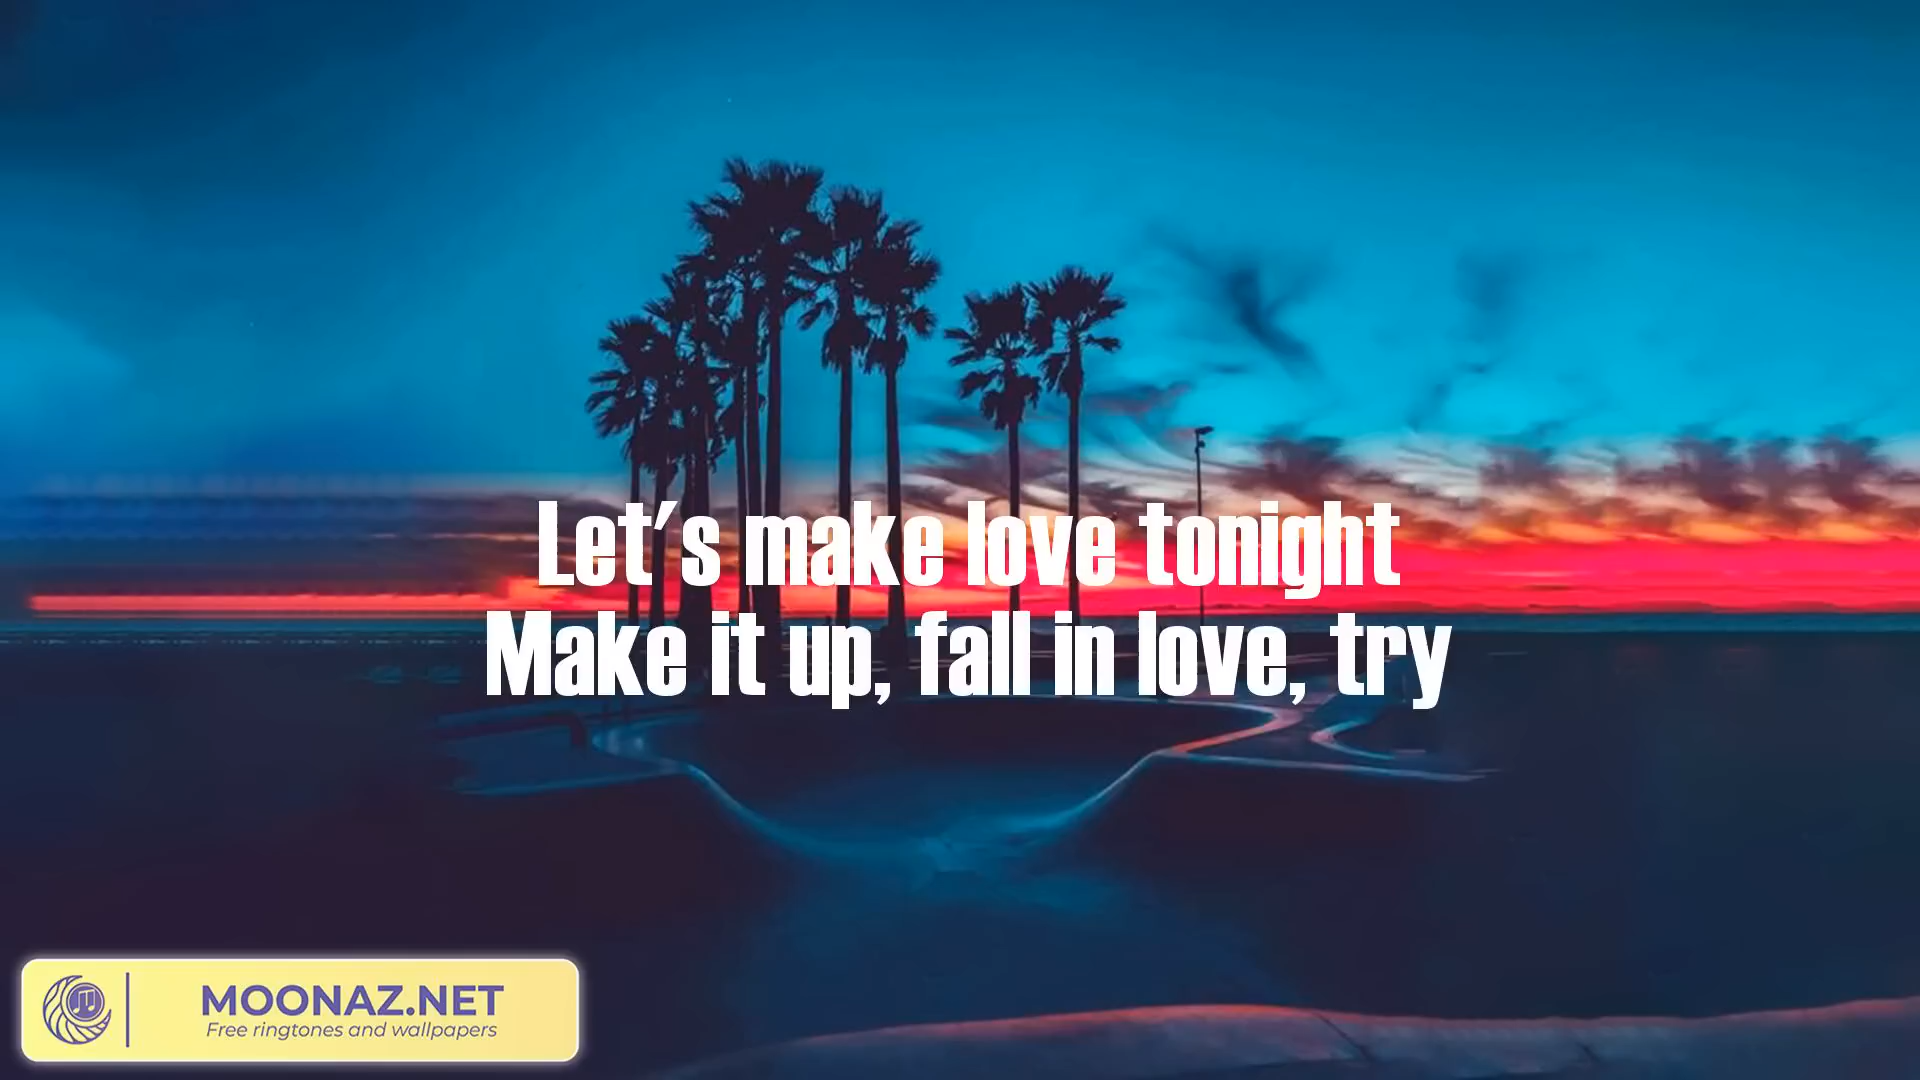 Let's make love tonight
Make it up, fall in love, try
MOONAZ.NET
Free ringtones and wallpapers